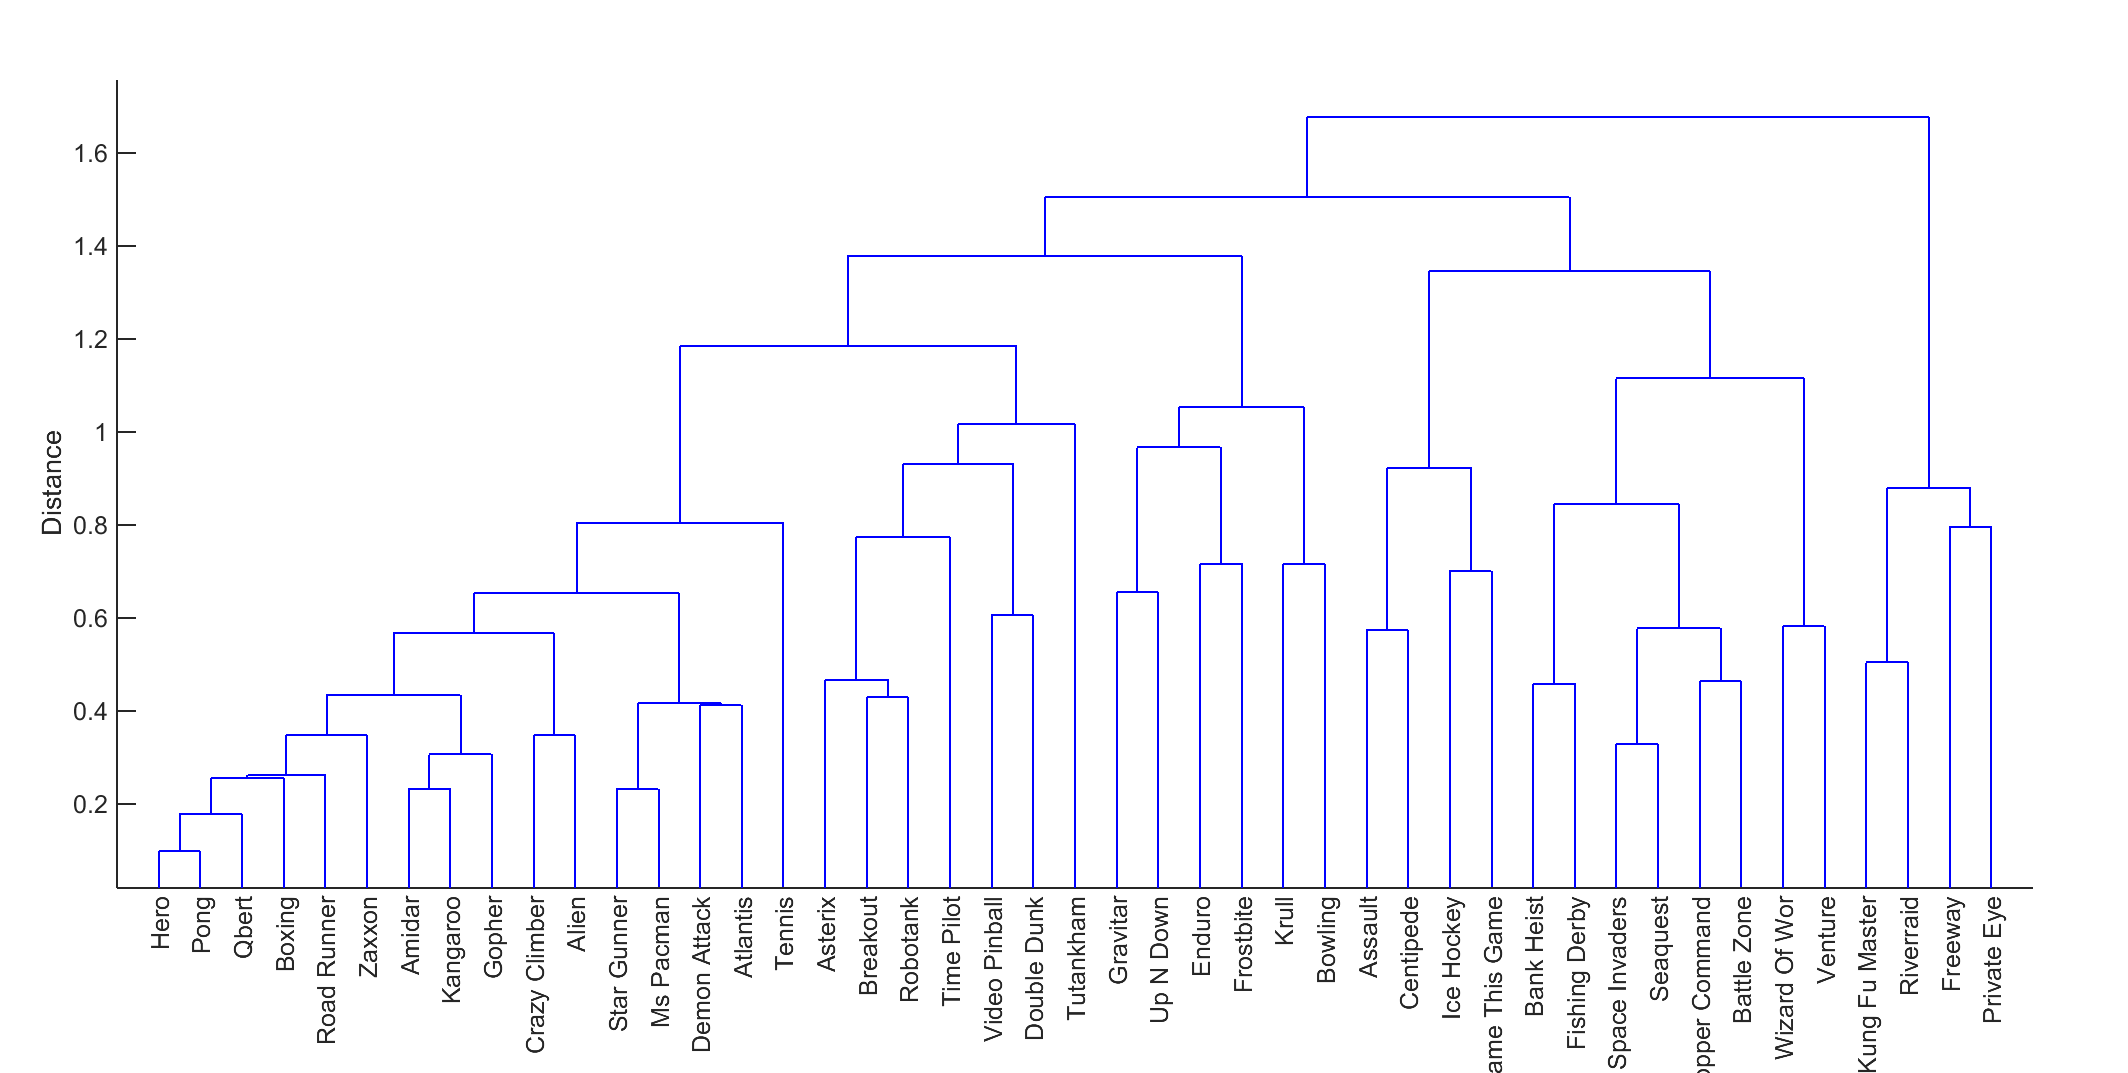 1.6
1.4
1.2
1
0.8
0.6
0.4
0.2
Distance
Hero
Pong
Qbert
Boxing
Road Runner
Zaxxon
Amidar
Kangaroo
Gopher
Crazy Climber
Alien
Star Gunner
Ms Pacman
Demon Attack
Atlantis
Tennis
Asterix
Breakout
Robotank
Time Pilot
Video Pinball
Double Dunk
Tutankham
Gravitar
Up N Down
Enduro
Frostbite
Krull
Bowling
Assault
Centipede
Ice Hockey
ame This Game
Bank Heist
Fishing Derby
Space Invaders
Seaquest
opper Command
Battle Zone
Wizard Of Wor
Venture
Kung Fu Master
Riverraid
Freeway
Private Eye